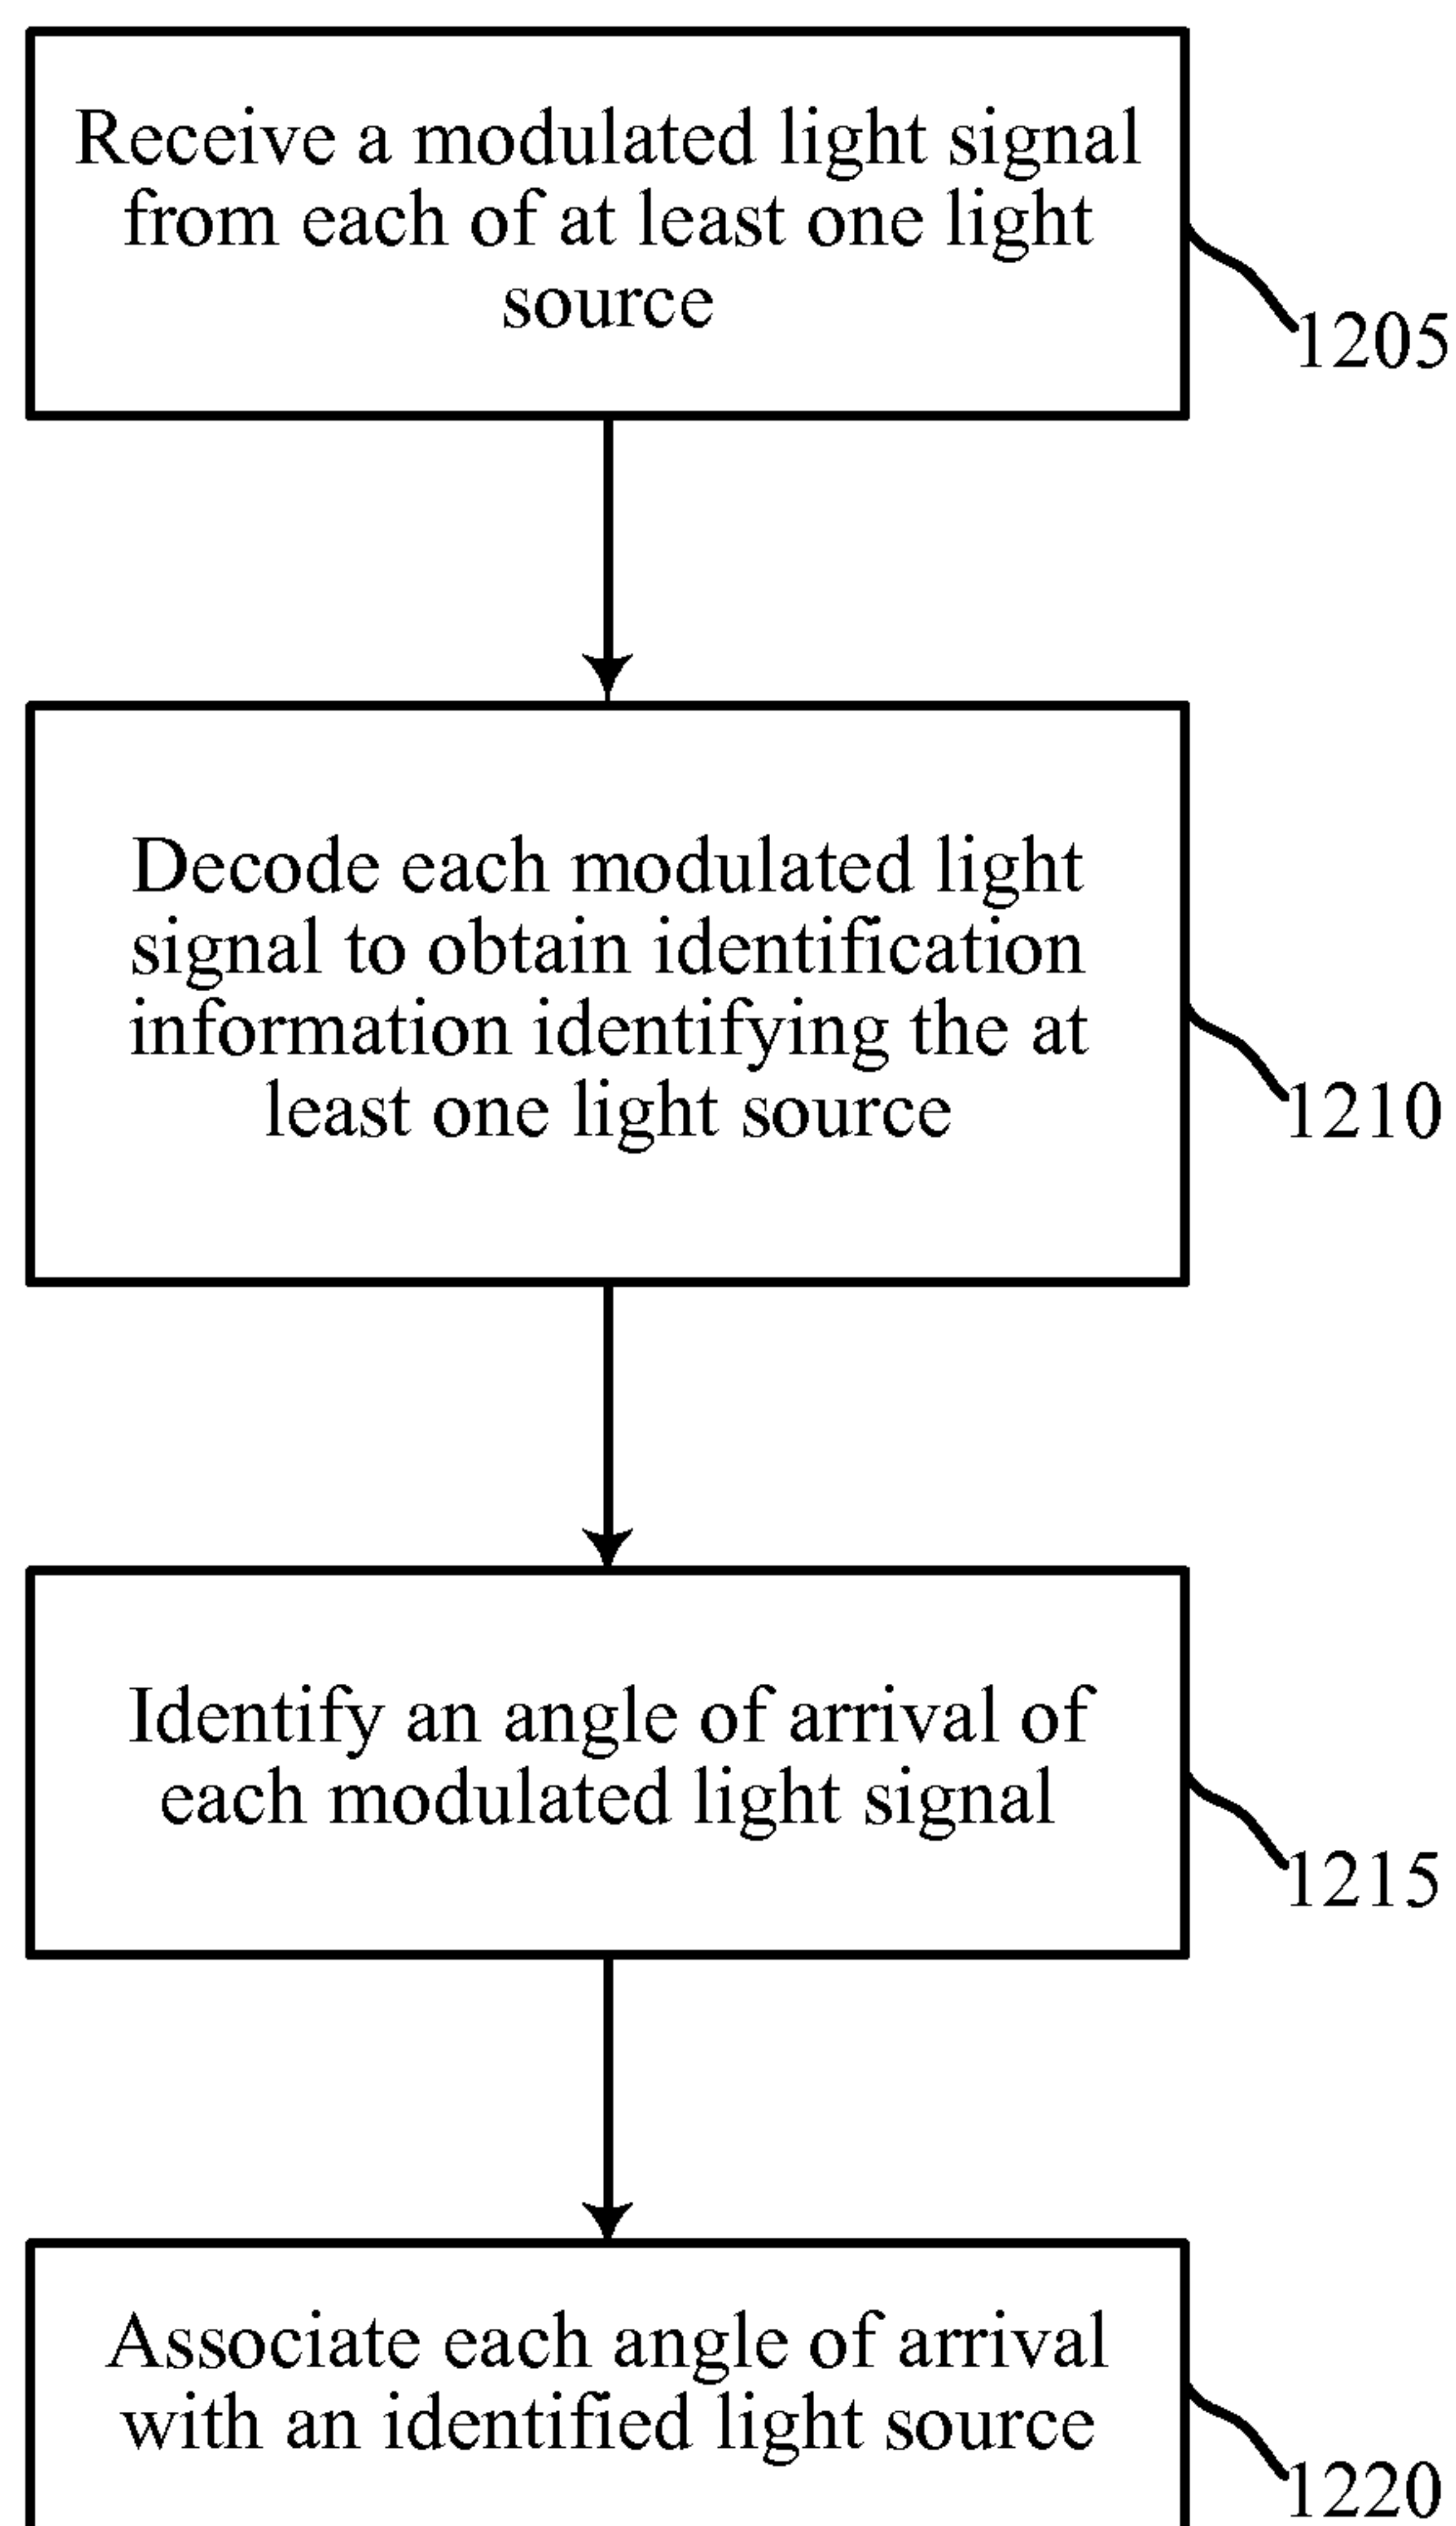 Receive a modulated light signal
from each of at least one light
source
1205
Decode each modulated light
signal to obtain identification
information identifying the at
least one light source
1210
Identify an angle of arrival of
each modulated light signal
1215
Associate each angle of arrival
with an identified light source
1220